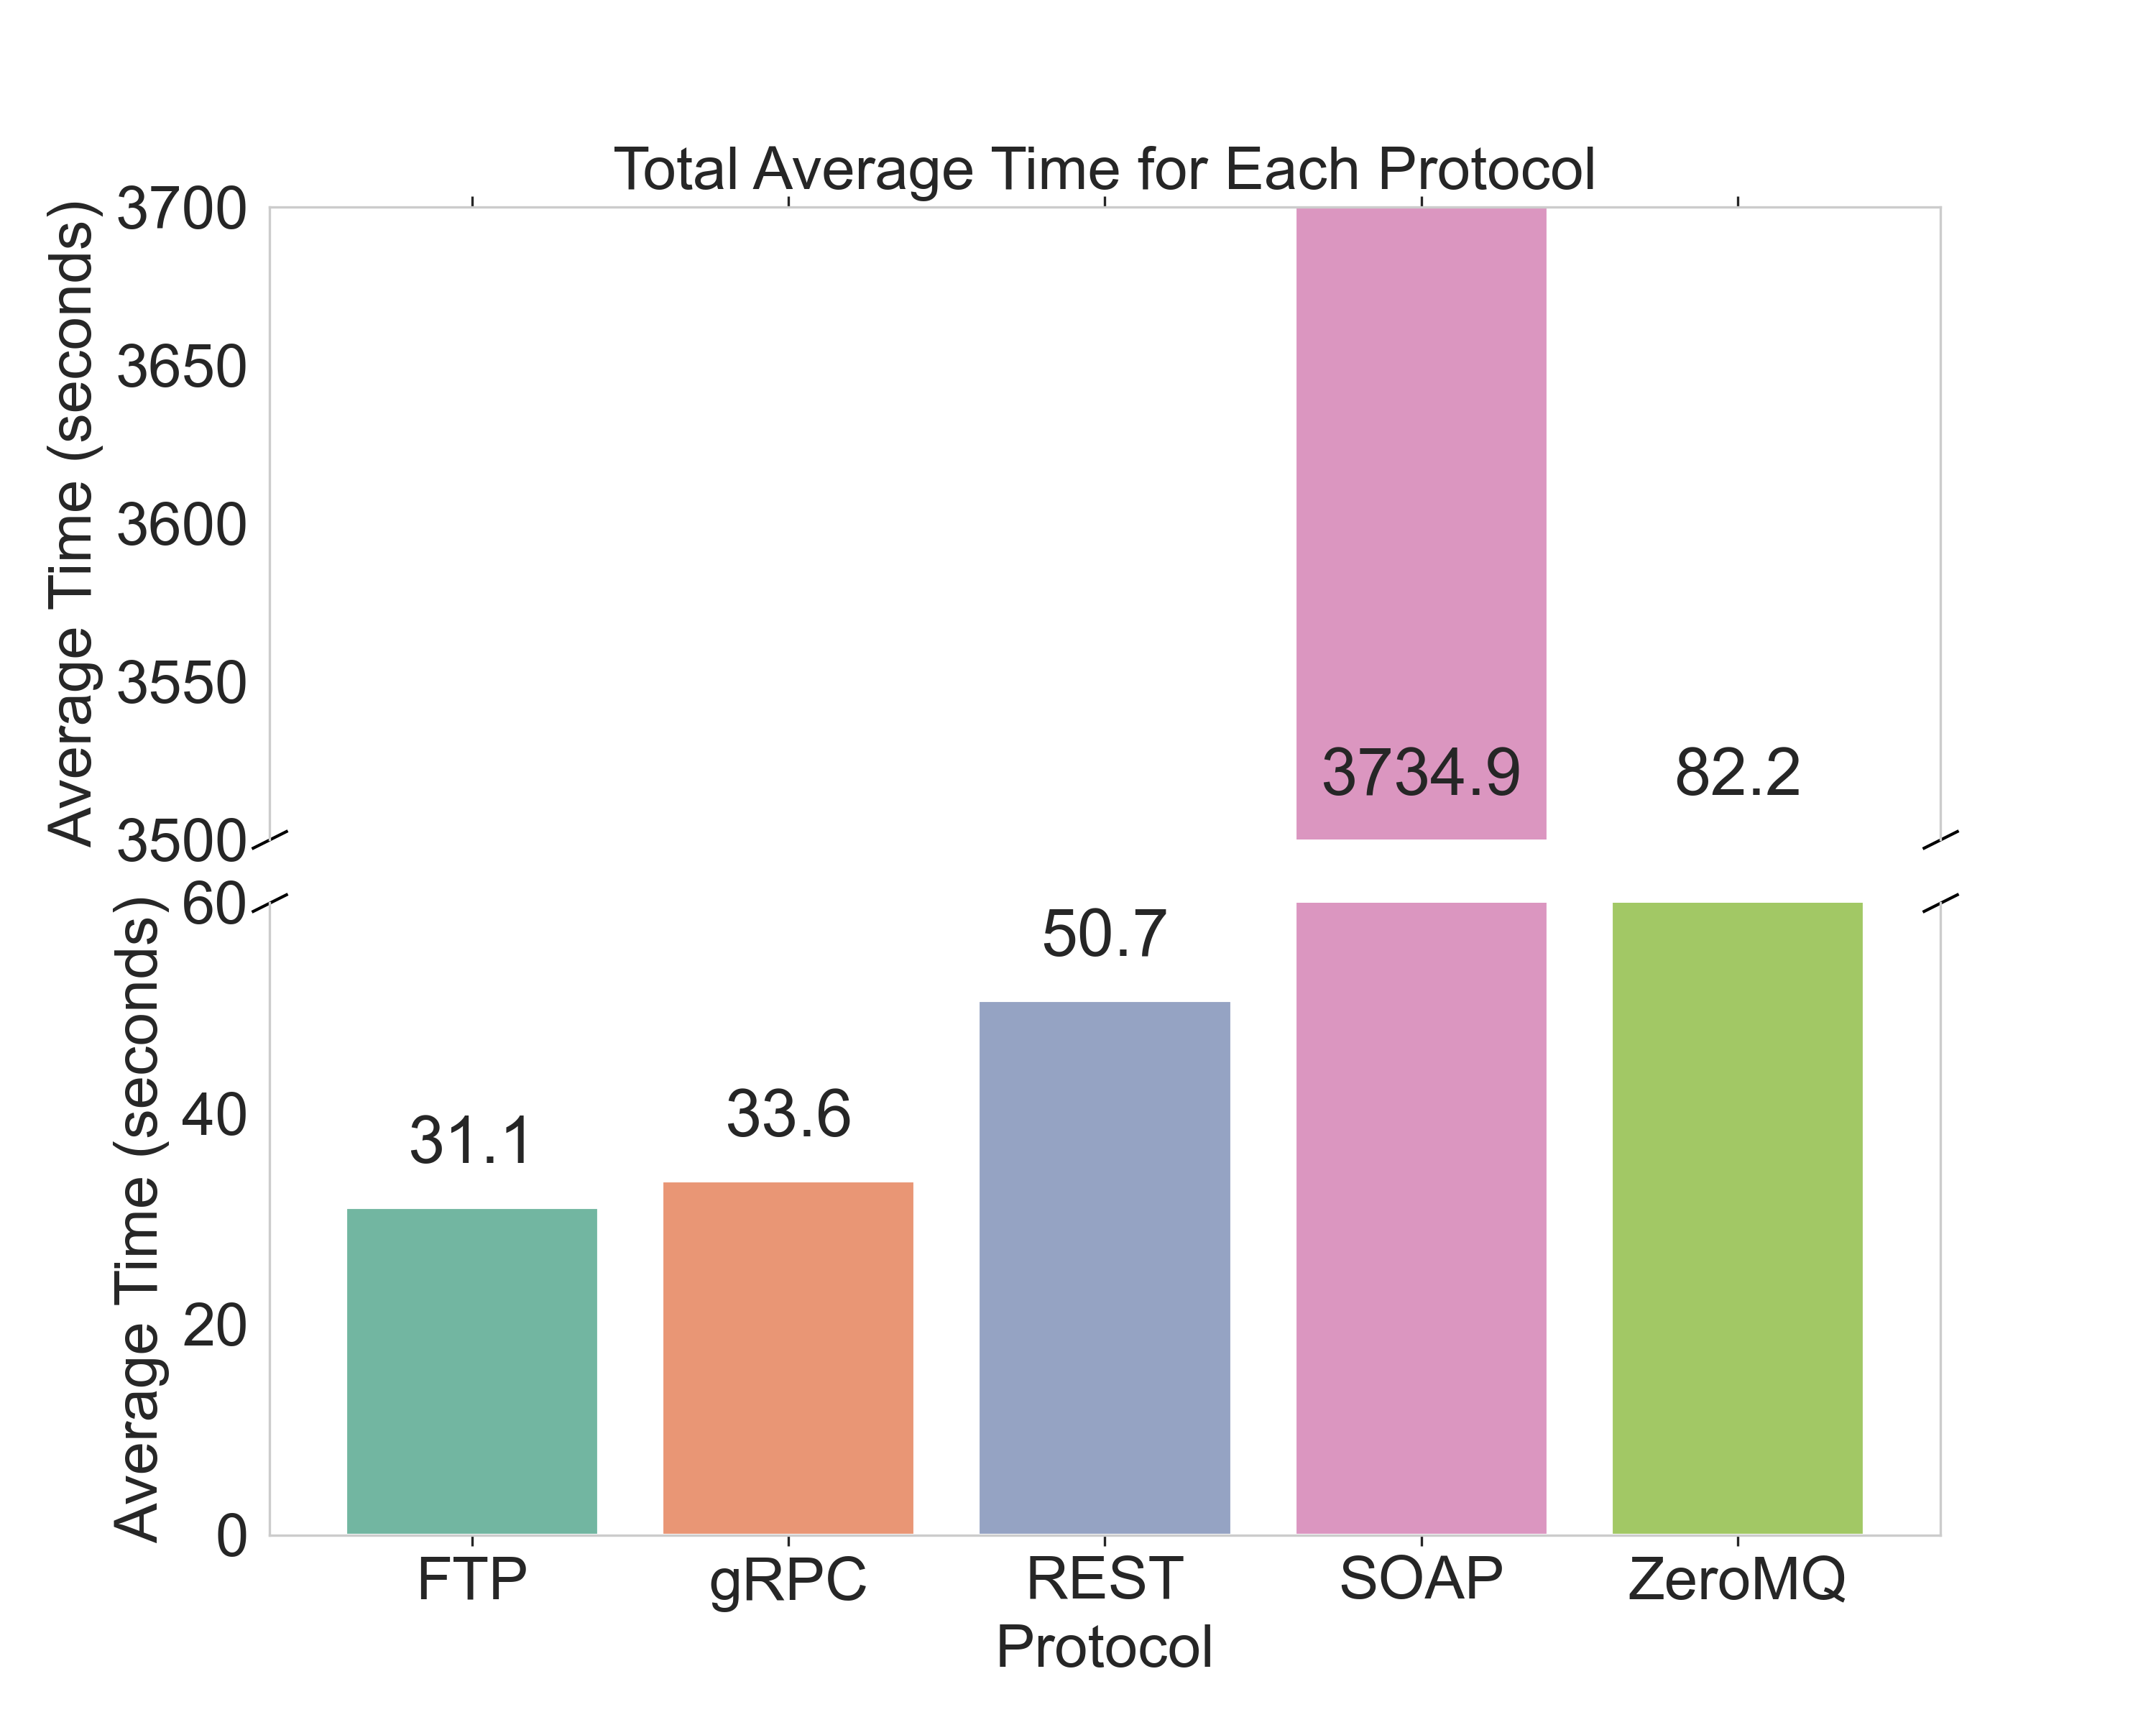 Total Average Time for Each Protocol
Average Time (seconds)
3700
3650
3600
3550
3500
3734.9
82.2
Average Time (seconds)
60
40
20
0
31.1
33.6
50.7
FTP
gRPC
REST
SOAP
ZeroMQ
Protocol